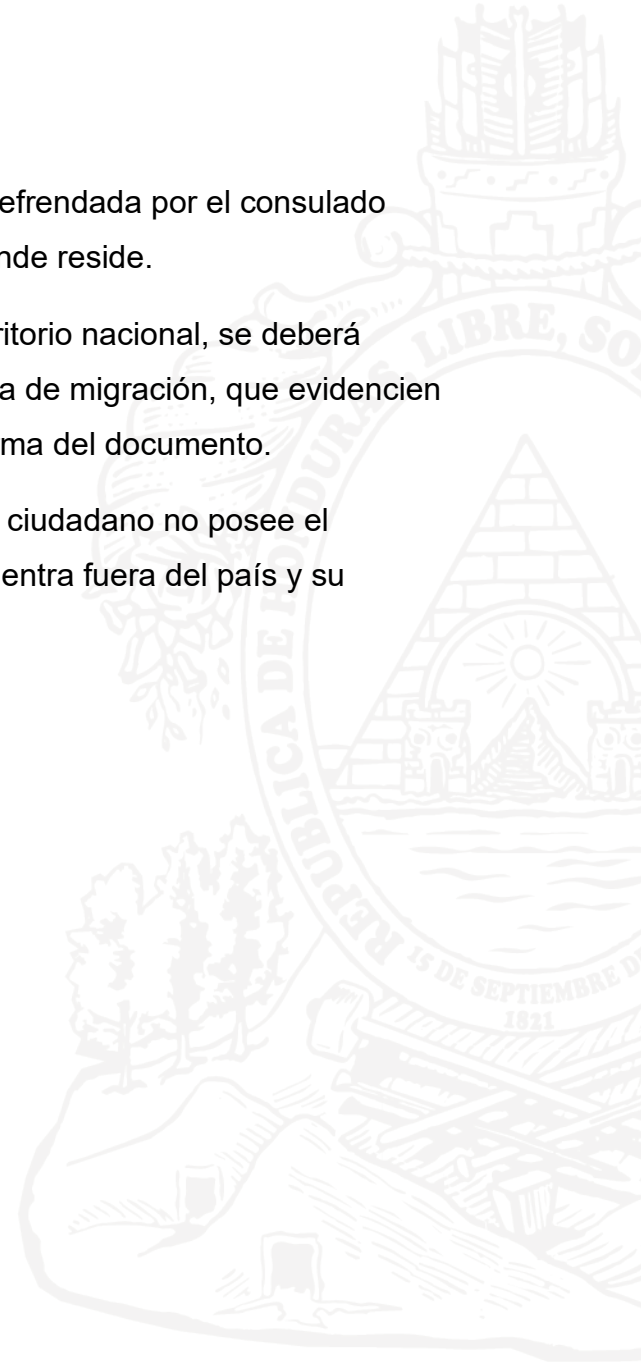 efrendada por el consulado
nde reside.
ritorio nacional, se deberá
a de migración, que evidencien
ma del documento.
ciudadano no posee el
entra fuera del país y su
REPUBLICA DE HONDURAS, LIBRE, SO
15 DE SEPTIEMBRE DE
1821